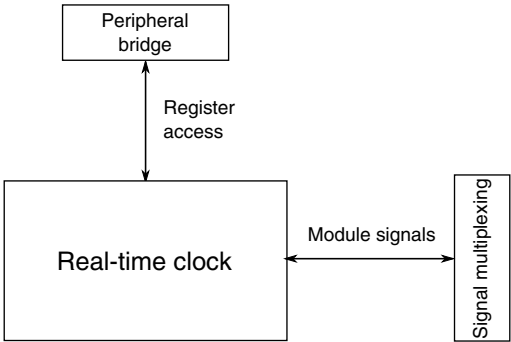 Peripheral
bridge
Register
access
Real-time clock
Module signals
Signal multiplexing